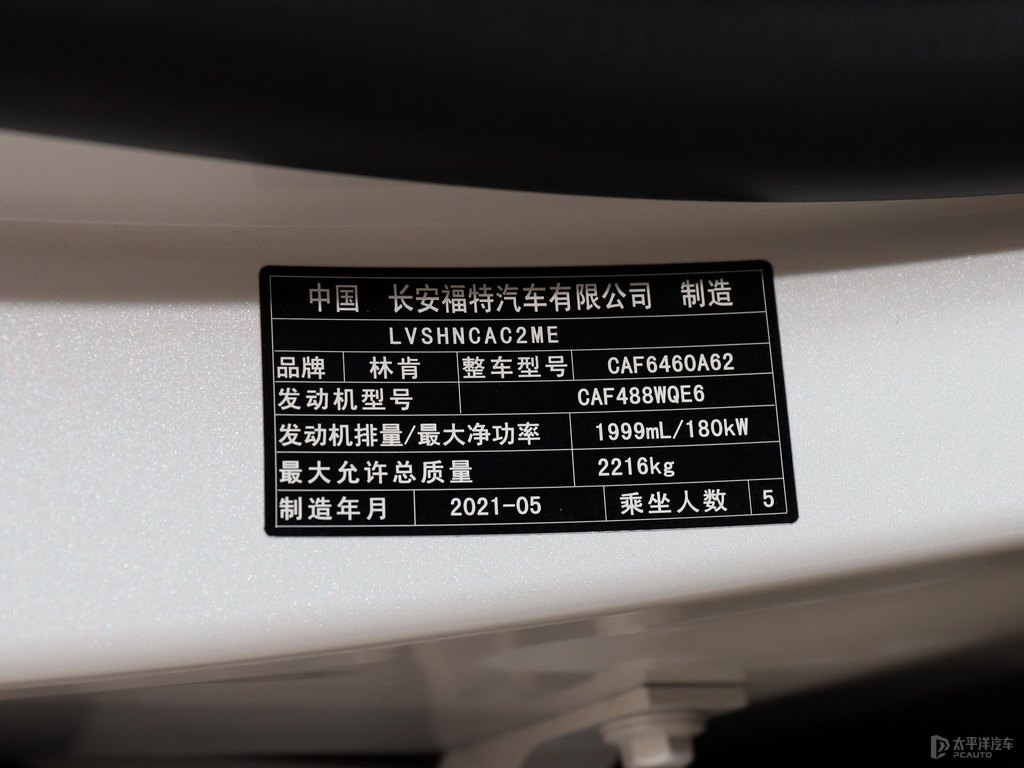 中国 长安福特汽车有限公司 制造
LVSHNCAC2ME
品牌 林肯 整车型号 CAF6460A62
发动机型号 CAF488WQE6
发动机排量/最大净功率 1999mL/180kW
最大允许总质量 2216kg
制造年月 2021-05 乘坐人数 5
太平洋汽车
PCAUTO